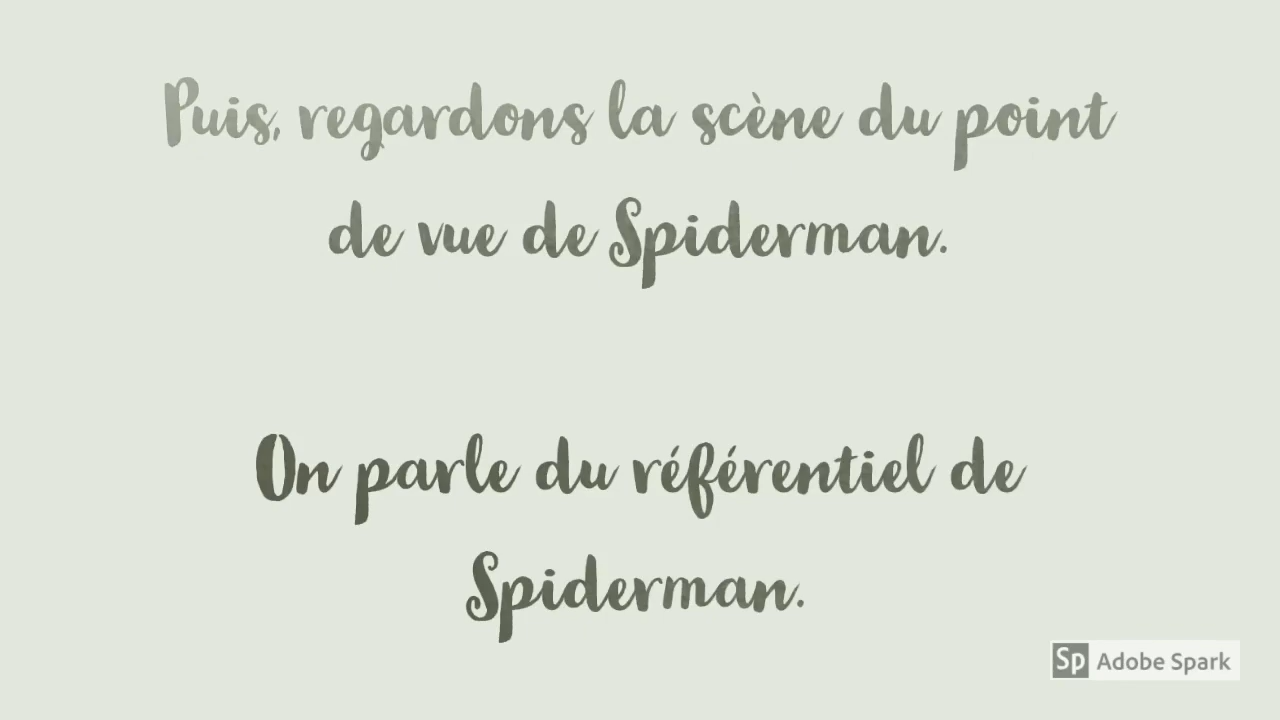 Puis, regardons la scène du point
de vue de Spiderman.
On parle du référentiel de
Spiderman.
Sp Adobe Spark